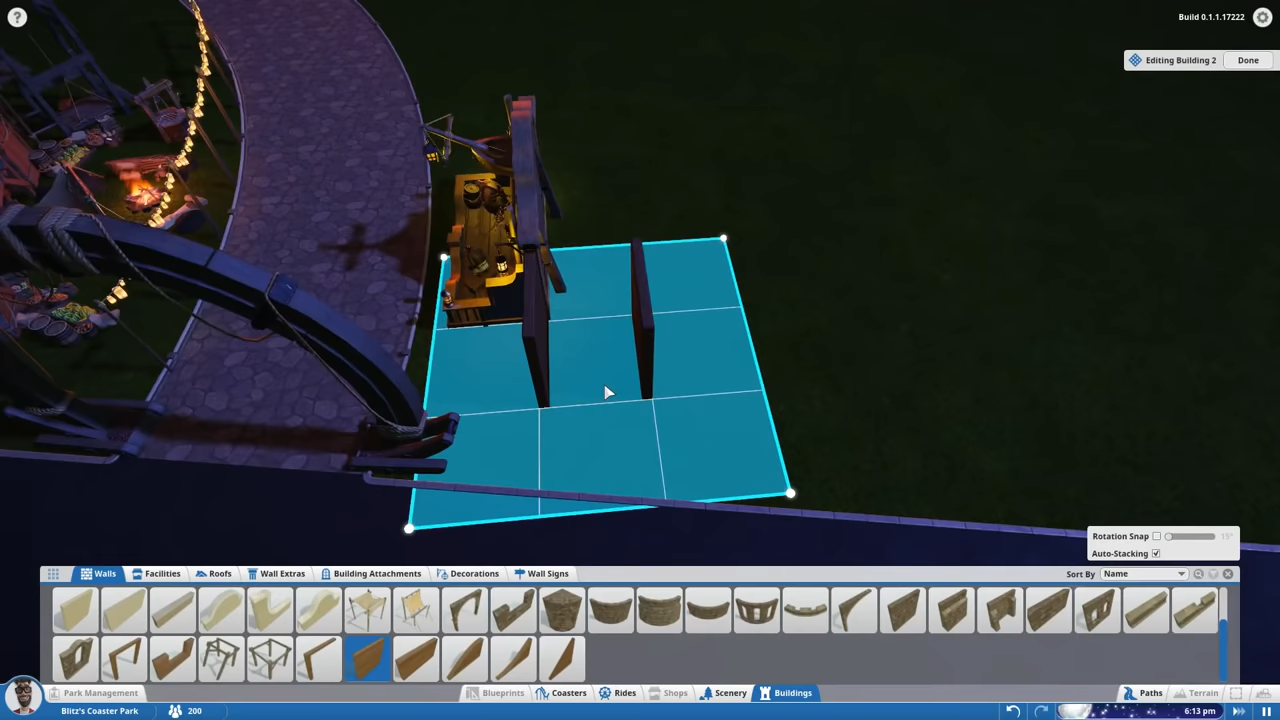 ?
Build 0.1.1.17222
Editing Building 2 Done
Rotation Snap 15°
Auto-Stacking
Walls Facilities Roofs Wall Extras Building Attachments Decorations Wall Signs Sort By Name
Park Management Blueprints Coasters Rides Shops Scenery Buildings Paths Terrain
Blitz's Coaster Park 200 6:13 pm